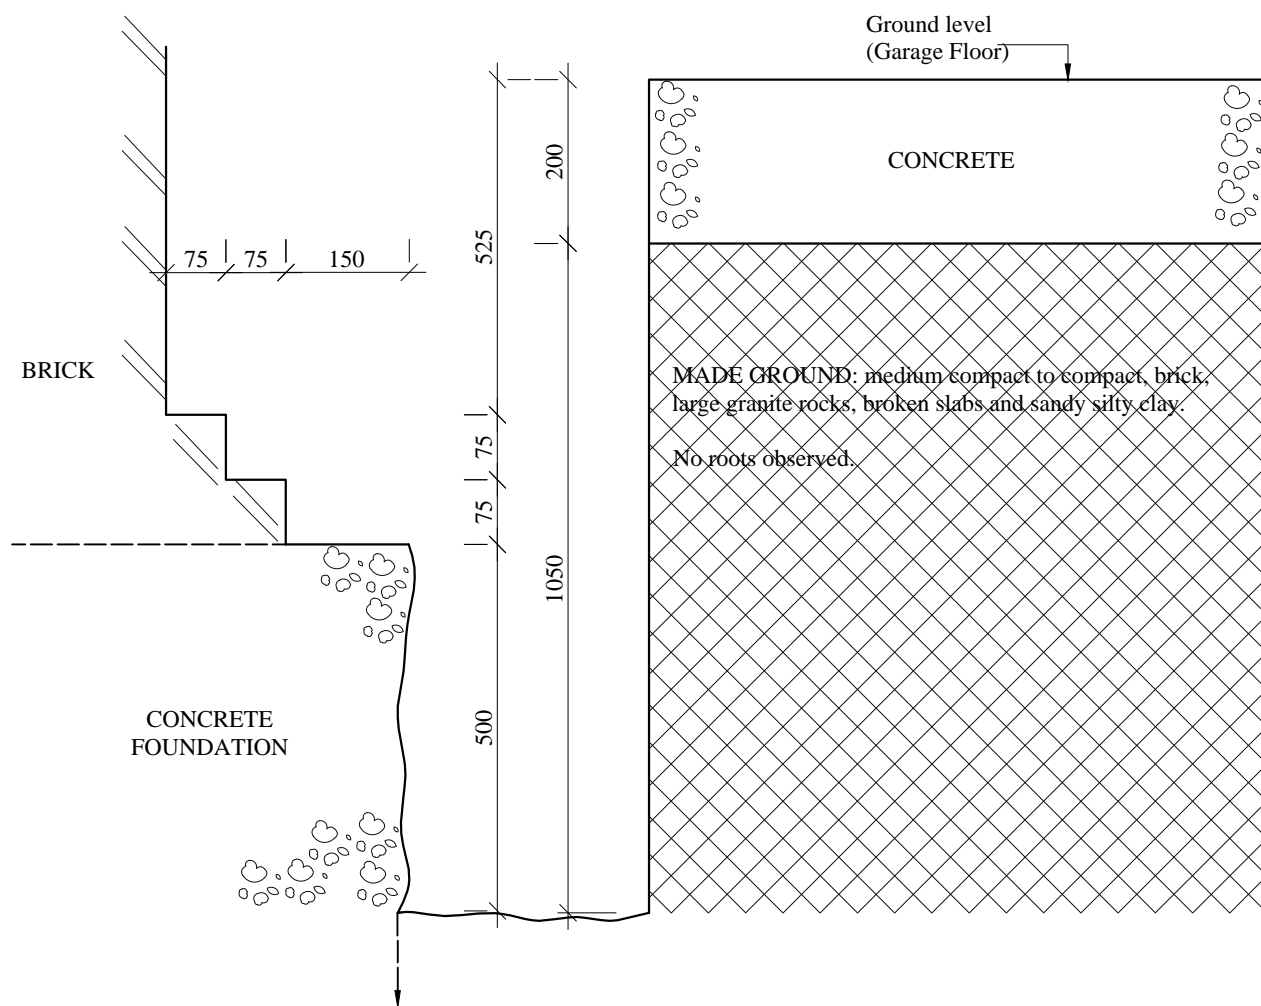 Ground level
(Garage Floor)
CONCRETE
200
525
75
75
150
BRICK
MADE GROUND: medium compact to compact, brick,
large granite rocks, broken slabs and sandy silty clay.
No roots observed.
75
75
1050
500
CONCRETE
FOUNDATION